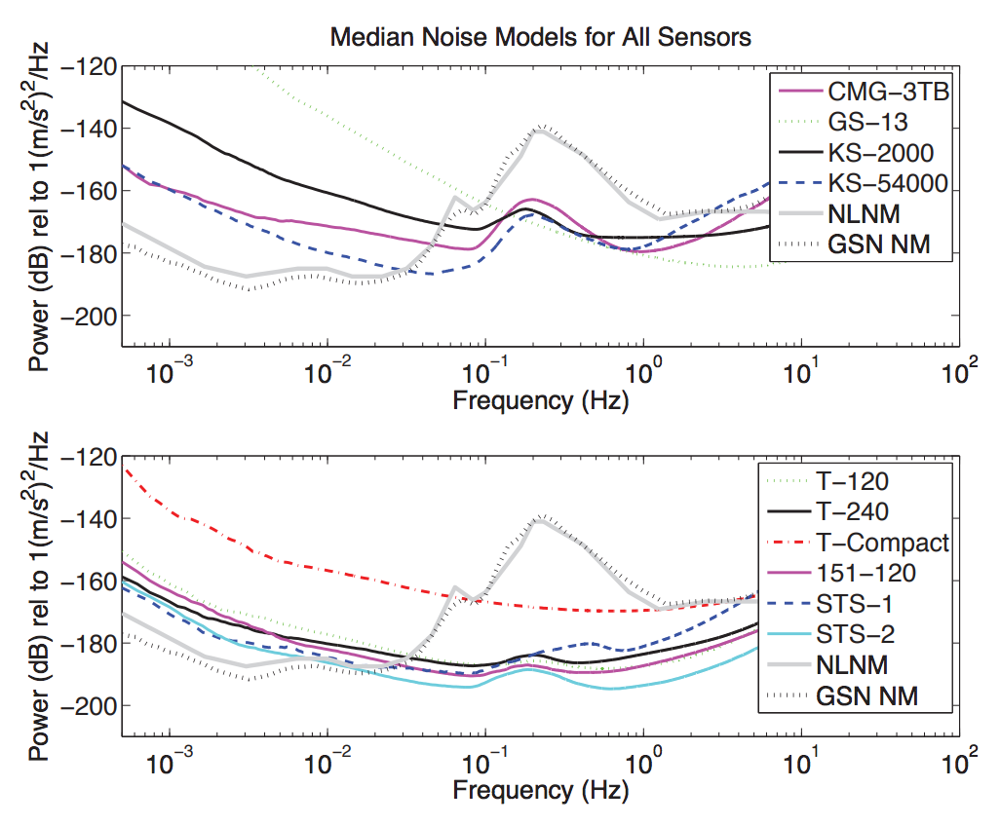 Median Noise Models for All Sensors
Power (dB) rel to 1(m/s²)²/Hz
−120
−140
−160
−180
−200
CMG−3TB
GS−13
KS−2000
KS−54000
NLNM
GSN NM
10⁻³ 10⁻² 10⁻¹ 10⁰ 10¹ 10²
Frequency (Hz)
Power (dB) rel to 1(m/s²)²/Hz
−120
−140
−160
−180
−200
T−120
T−240
T−Compact
151−120
STS−1
STS−2
NLNM
GSN NM
10⁻³ 10⁻² 10⁻¹ 10⁰ 10¹ 10²
Frequency (Hz)